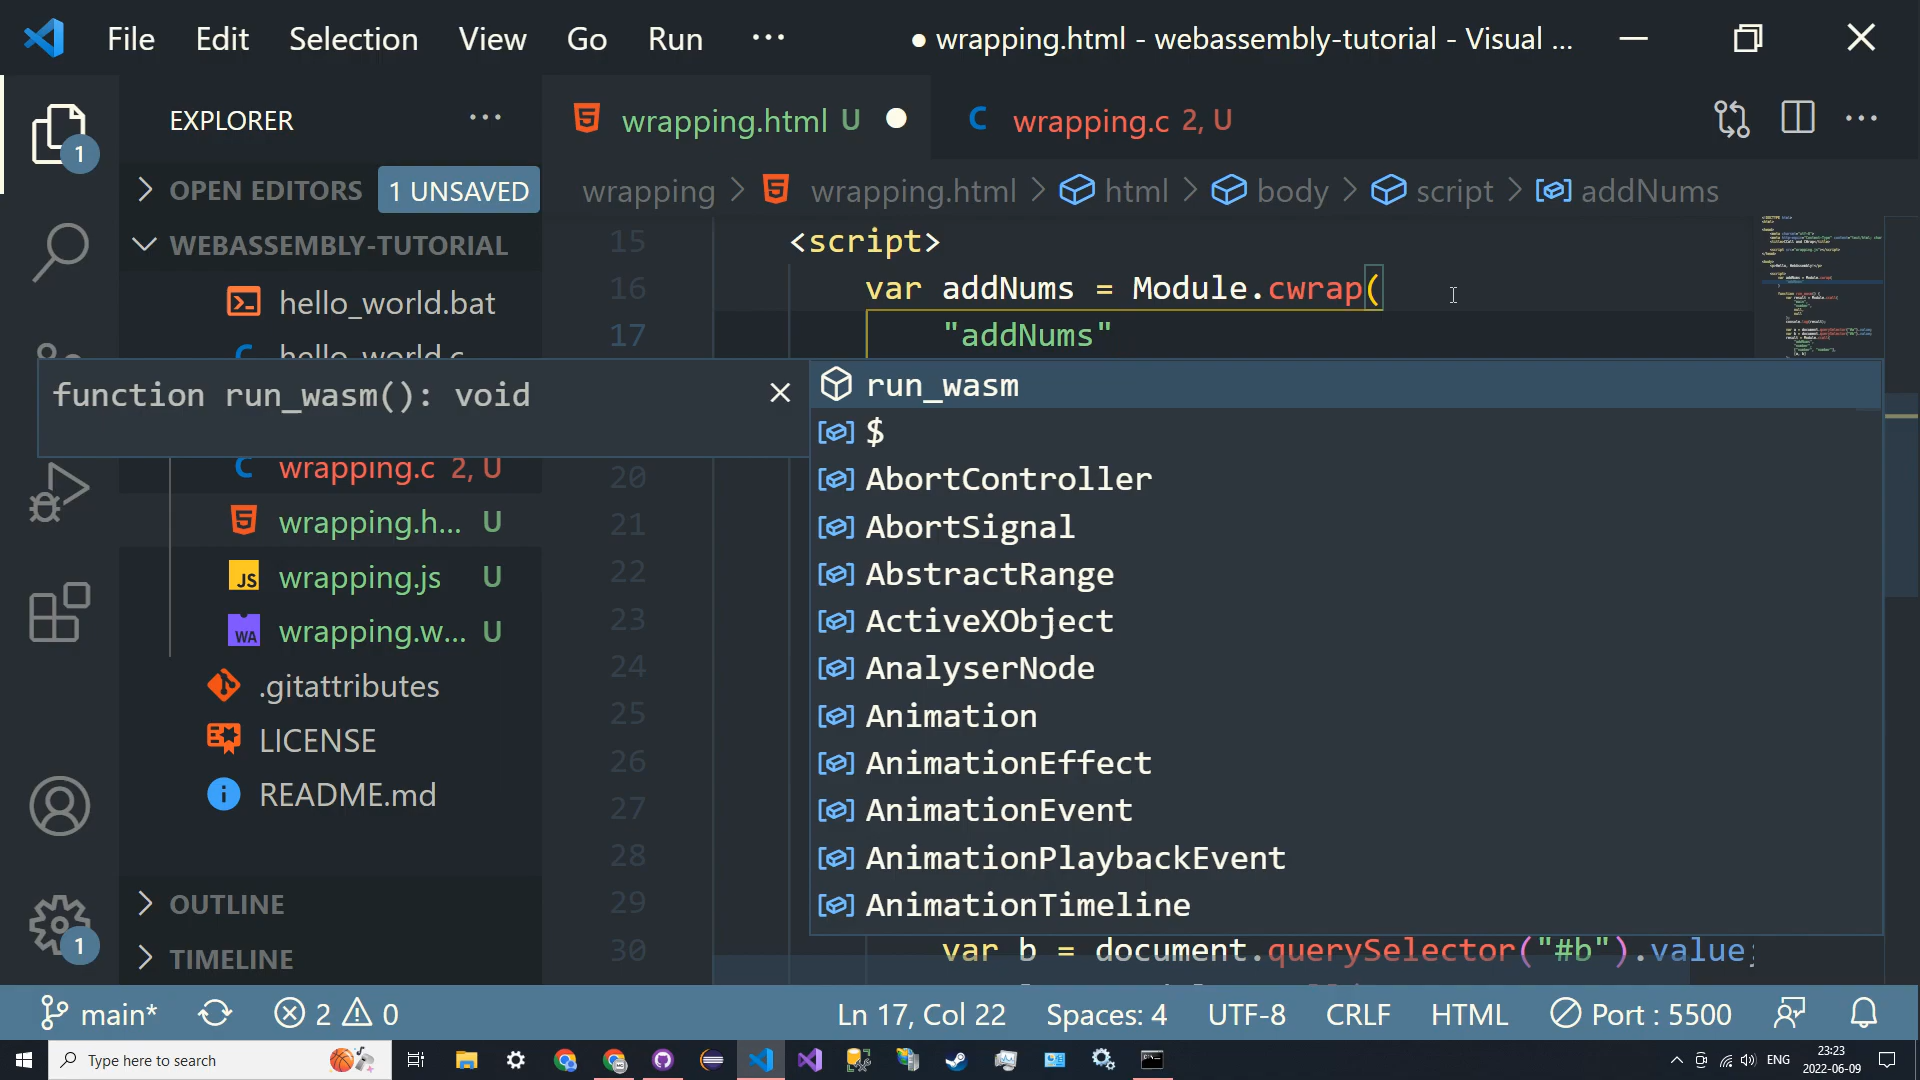 File Edit Selection View Go Run ··· ● wrapping.html - webassembly-tutorial - Visual ...
EXPLORER ···
1
wrapping.html U ● wrapping.c 2, U ···
OPEN EDITORS 1 UNSAVED
wrapping > wrapping.html > html > body > script > addNums
WEBASSEMBLY-TUTORIAL
hello_world.bat
hello_world.c
wrapping.c 2, U
wrapping.h... U
wrapping.js U
wrapping.w... U
.gitattributes
LICENSE
README.md
OUTLINE
TIMELINE
1
15 <script>
16 var addNums = Module.cwrap(
17 "addNums"
function run_wasm(): void
run_wasm
$
AbortController
AbortSignal
AbstractRange
ActiveXObject
AnalyserNode
Animation
AnimationEffect
AnimationEvent
AnimationPlaybackEvent
AnimationTimeline
20
21
22
23
24
25
26
27
28
29
30 var b = document.querySelector("#b").value;
main* 2 0 Ln 17, Col 22 Spaces: 4 UTF-8 CRLF HTML Port : 5500
Type here to search
ENG
23:23
2022-06-09